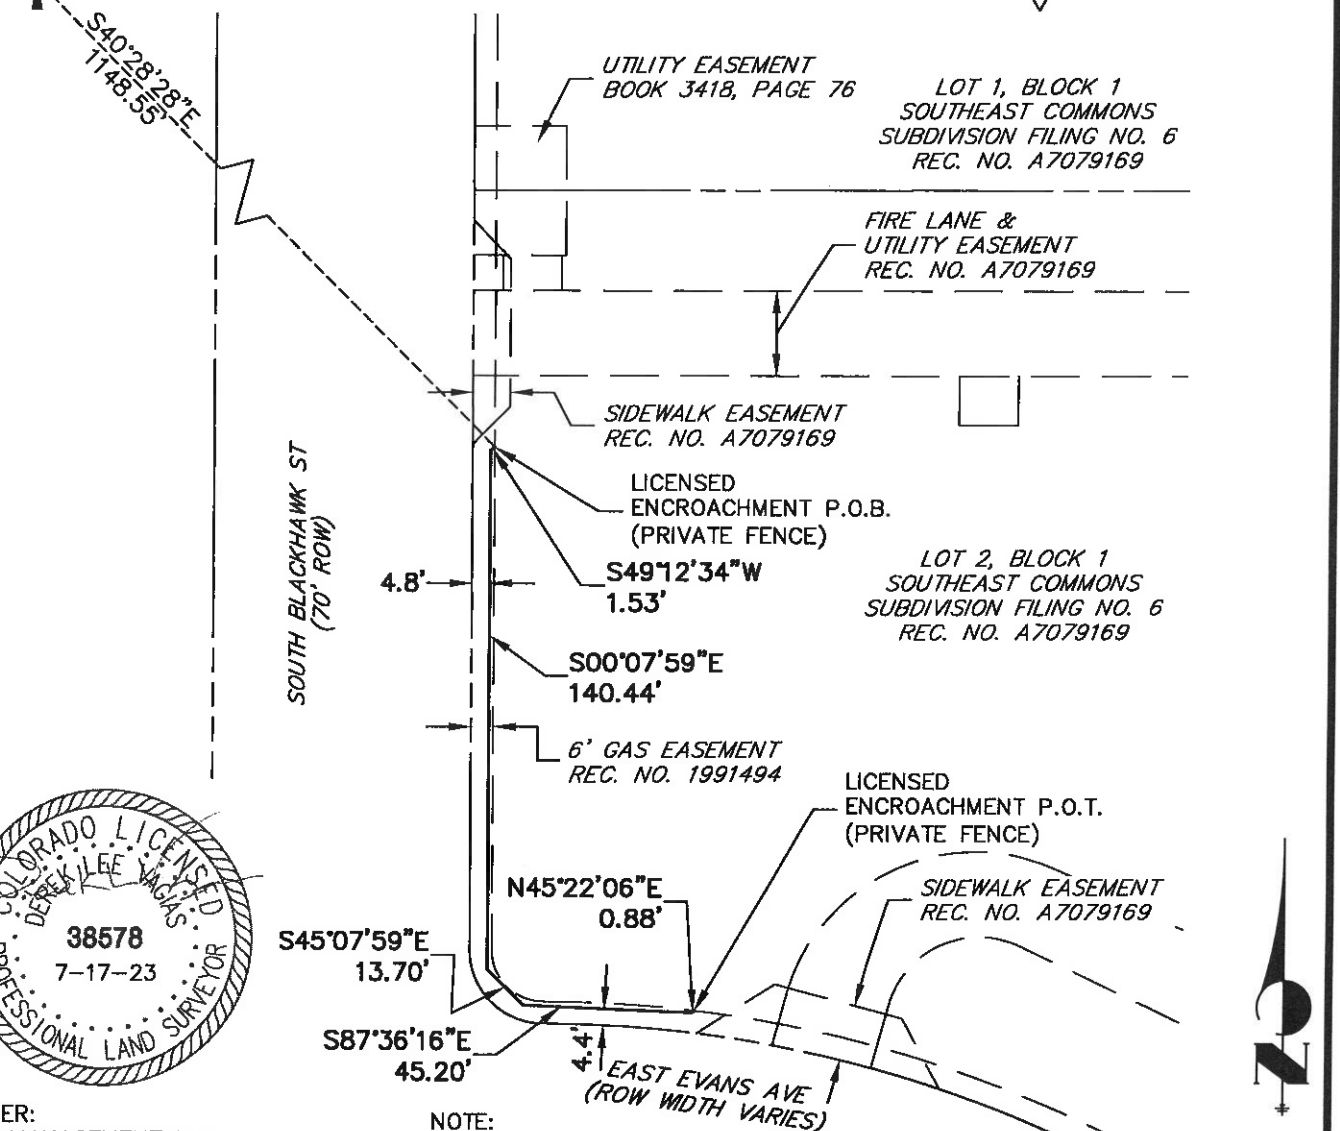 S40°28'28"E
1148.55'
UTILITY EASEMENT
BOOK 3418, PAGE 76
LOT 1, BLOCK 1
SOUTHEAST COMMONS
SUBDIVISION FILING NO. 6
REC. NO. A7079169
FIRE LANE &
UTILITY EASEMENT
REC. NO. A7079169
SIDEWALK EASEMENT
REC. NO. A7079169
LICENSED
ENCROACHMENT P.O.B.
(PRIVATE FENCE)
SOUTH BLACKHAWK ST
(70' ROW)
4.8'
S49°12'34"W
1.53'
LOT 2, BLOCK 1
SOUTHEAST COMMONS
SUBDIVISION FILING NO. 6
REC. NO. A7079169
S00°07'59"E
140.44'
6' GAS EASEMENT
REC. NO. 1991494
LICENSED
ENCROACHMENT P.O.T.
(PRIVATE FENCE)
COLORADO LICENSED
DEREK LEE VAGIAS
38578
7-17-23
PROFESSIONAL LAND SURVEYOR
N45°22'06"E
0.88'
SIDEWALK EASEMENT
REC. NO. A7079169
S45°07'59"E
13.70'
S87°36'16"E
45.20'
4.4'
EAST EVANS AVE
(ROW WIDTH VARIES)
N
ER:
NOTE: